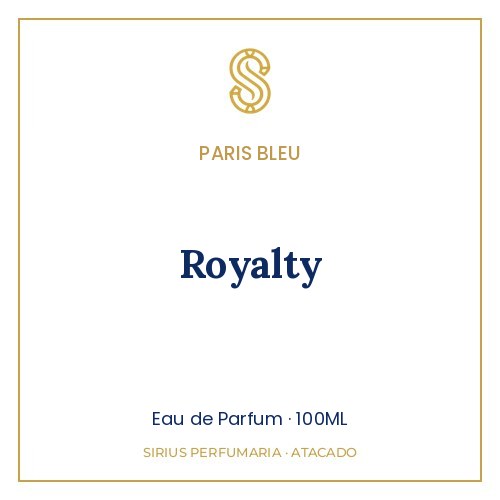 PARIS BLEU
Royalty
Eau de Parfum · 100ML
SIRIUS PERFUMARIA · ATACADO